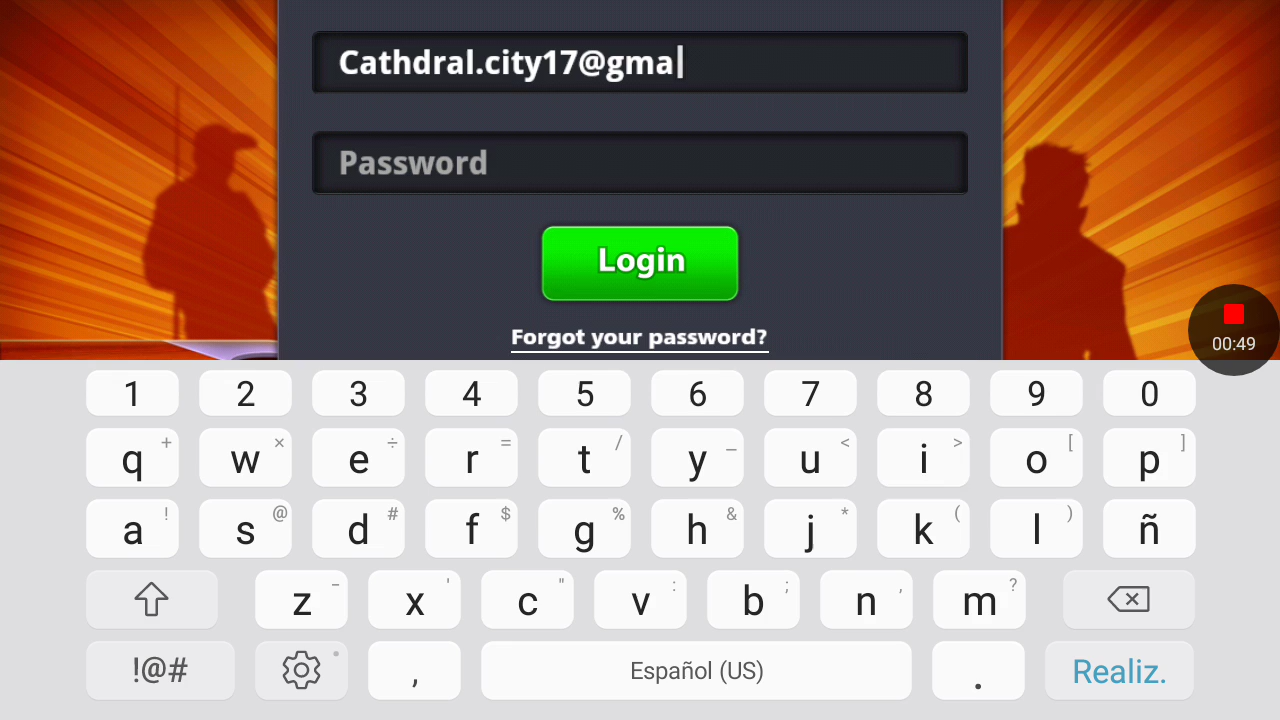 Cathdral.city17@gma
Password
Login
Forgot your password?
00:49
1 2 3 4 5 6 7 8 9 0
q + w × e ÷ r = t / y _ u < i > o [ p ]
a ! s @ d # f $ g % h & j * k ( l ) ñ
z - x ' c " v : b ; n , m ?
!@# , Español (US) . Realiz.